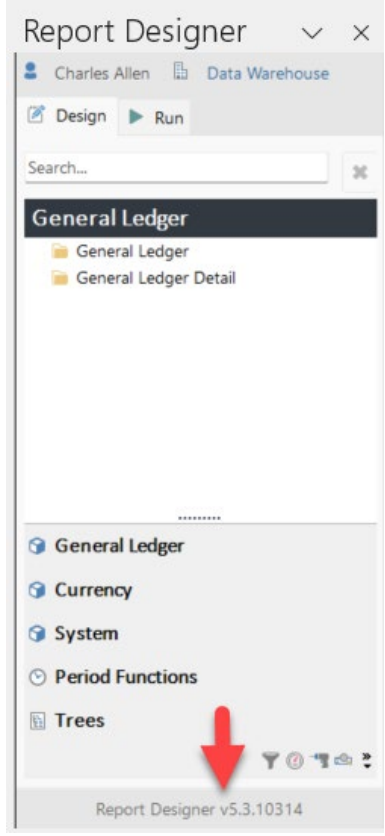 Report Designer
Charles Allen Data Warehouse
Design Run
Search...
General Ledger
General Ledger
General Ledger Detail
General Ledger
Currency
System
Period Functions
Trees
Report Designer v5.3.10314